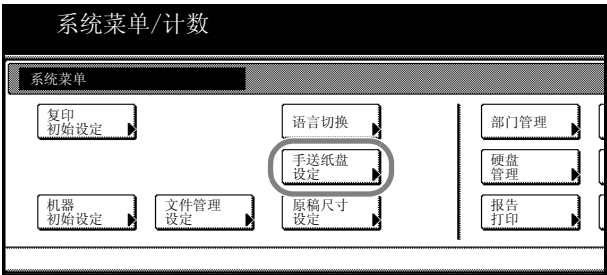 系统菜单/计数
系统菜单
复印
初始设定
语言切换
部门管理
手送纸盘
设定
硬盘
管理
机器
初始设定
文件管理
设定
原稿尺寸
设定
报告
打印